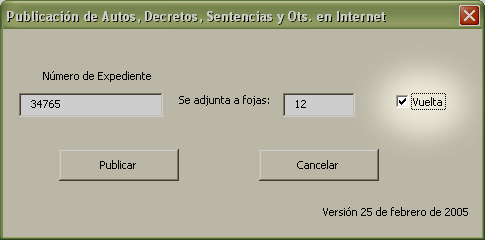 Publicación de Autos, Decretos, Sentencias y Ots. en Internet
Número de Expediente
34765
Se adjunta a fojas:
12
Vuelta
Publicar
Cancelar
Versión 25 de febrero de 2005